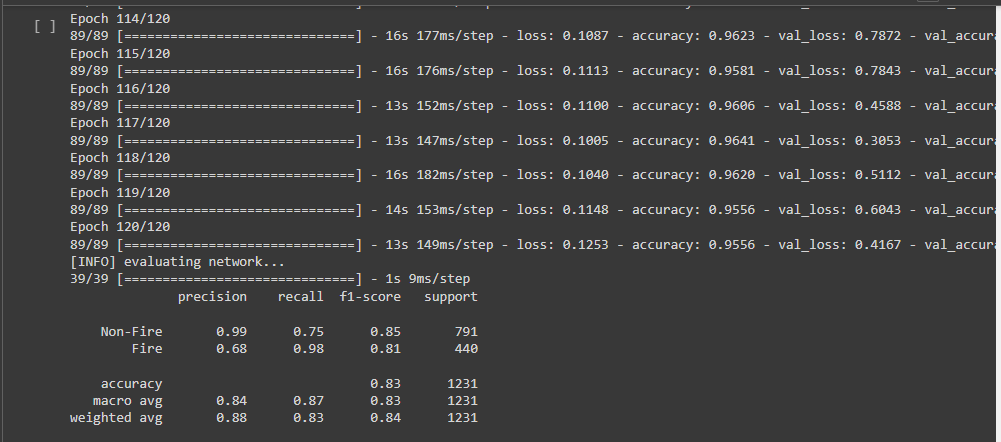 Epoch 114/120
[ ] 89/89 [==============================] - 16s 177ms/step - loss: 0.1087 - accuracy: 0.9623 - val_loss: 0.7872 - val_accura
Epoch 115/120
89/89 [==============================] - 16s 176ms/step - loss: 0.1113 - accuracy: 0.9581 - val_loss: 0.7843 - val_accura
Epoch 116/120
89/89 [==============================] - 13s 152ms/step - loss: 0.1100 - accuracy: 0.9606 - val_loss: 0.4588 - val_accura
Epoch 117/120
89/89 [==============================] - 13s 147ms/step - loss: 0.1005 - accuracy: 0.9641 - val_loss: 0.3053 - val_accura
Epoch 118/120
89/89 [==============================] - 16s 182ms/step - loss: 0.1040 - accuracy: 0.9620 - val_loss: 0.5112 - val_accura
Epoch 119/120
89/89 [==============================] - 14s 153ms/step - loss: 0.1148 - accuracy: 0.9556 - val_loss: 0.6043 - val_accura
Epoch 120/120
89/89 [==============================] - 13s 149ms/step - loss: 0.1253 - accuracy: 0.9556 - val_loss: 0.4167 - val_accura
[INFO] evaluating network...
39/39 [==============================] - 1s 9ms/step
precision recall f1-score support
Non-Fire 0.99 0.75 0.85 791
Fire 0.68 0.98 0.81 440
accuracy 0.83 1231
macro avg 0.84 0.87 0.83 1231
weighted avg 0.88 0.83 0.84 1231